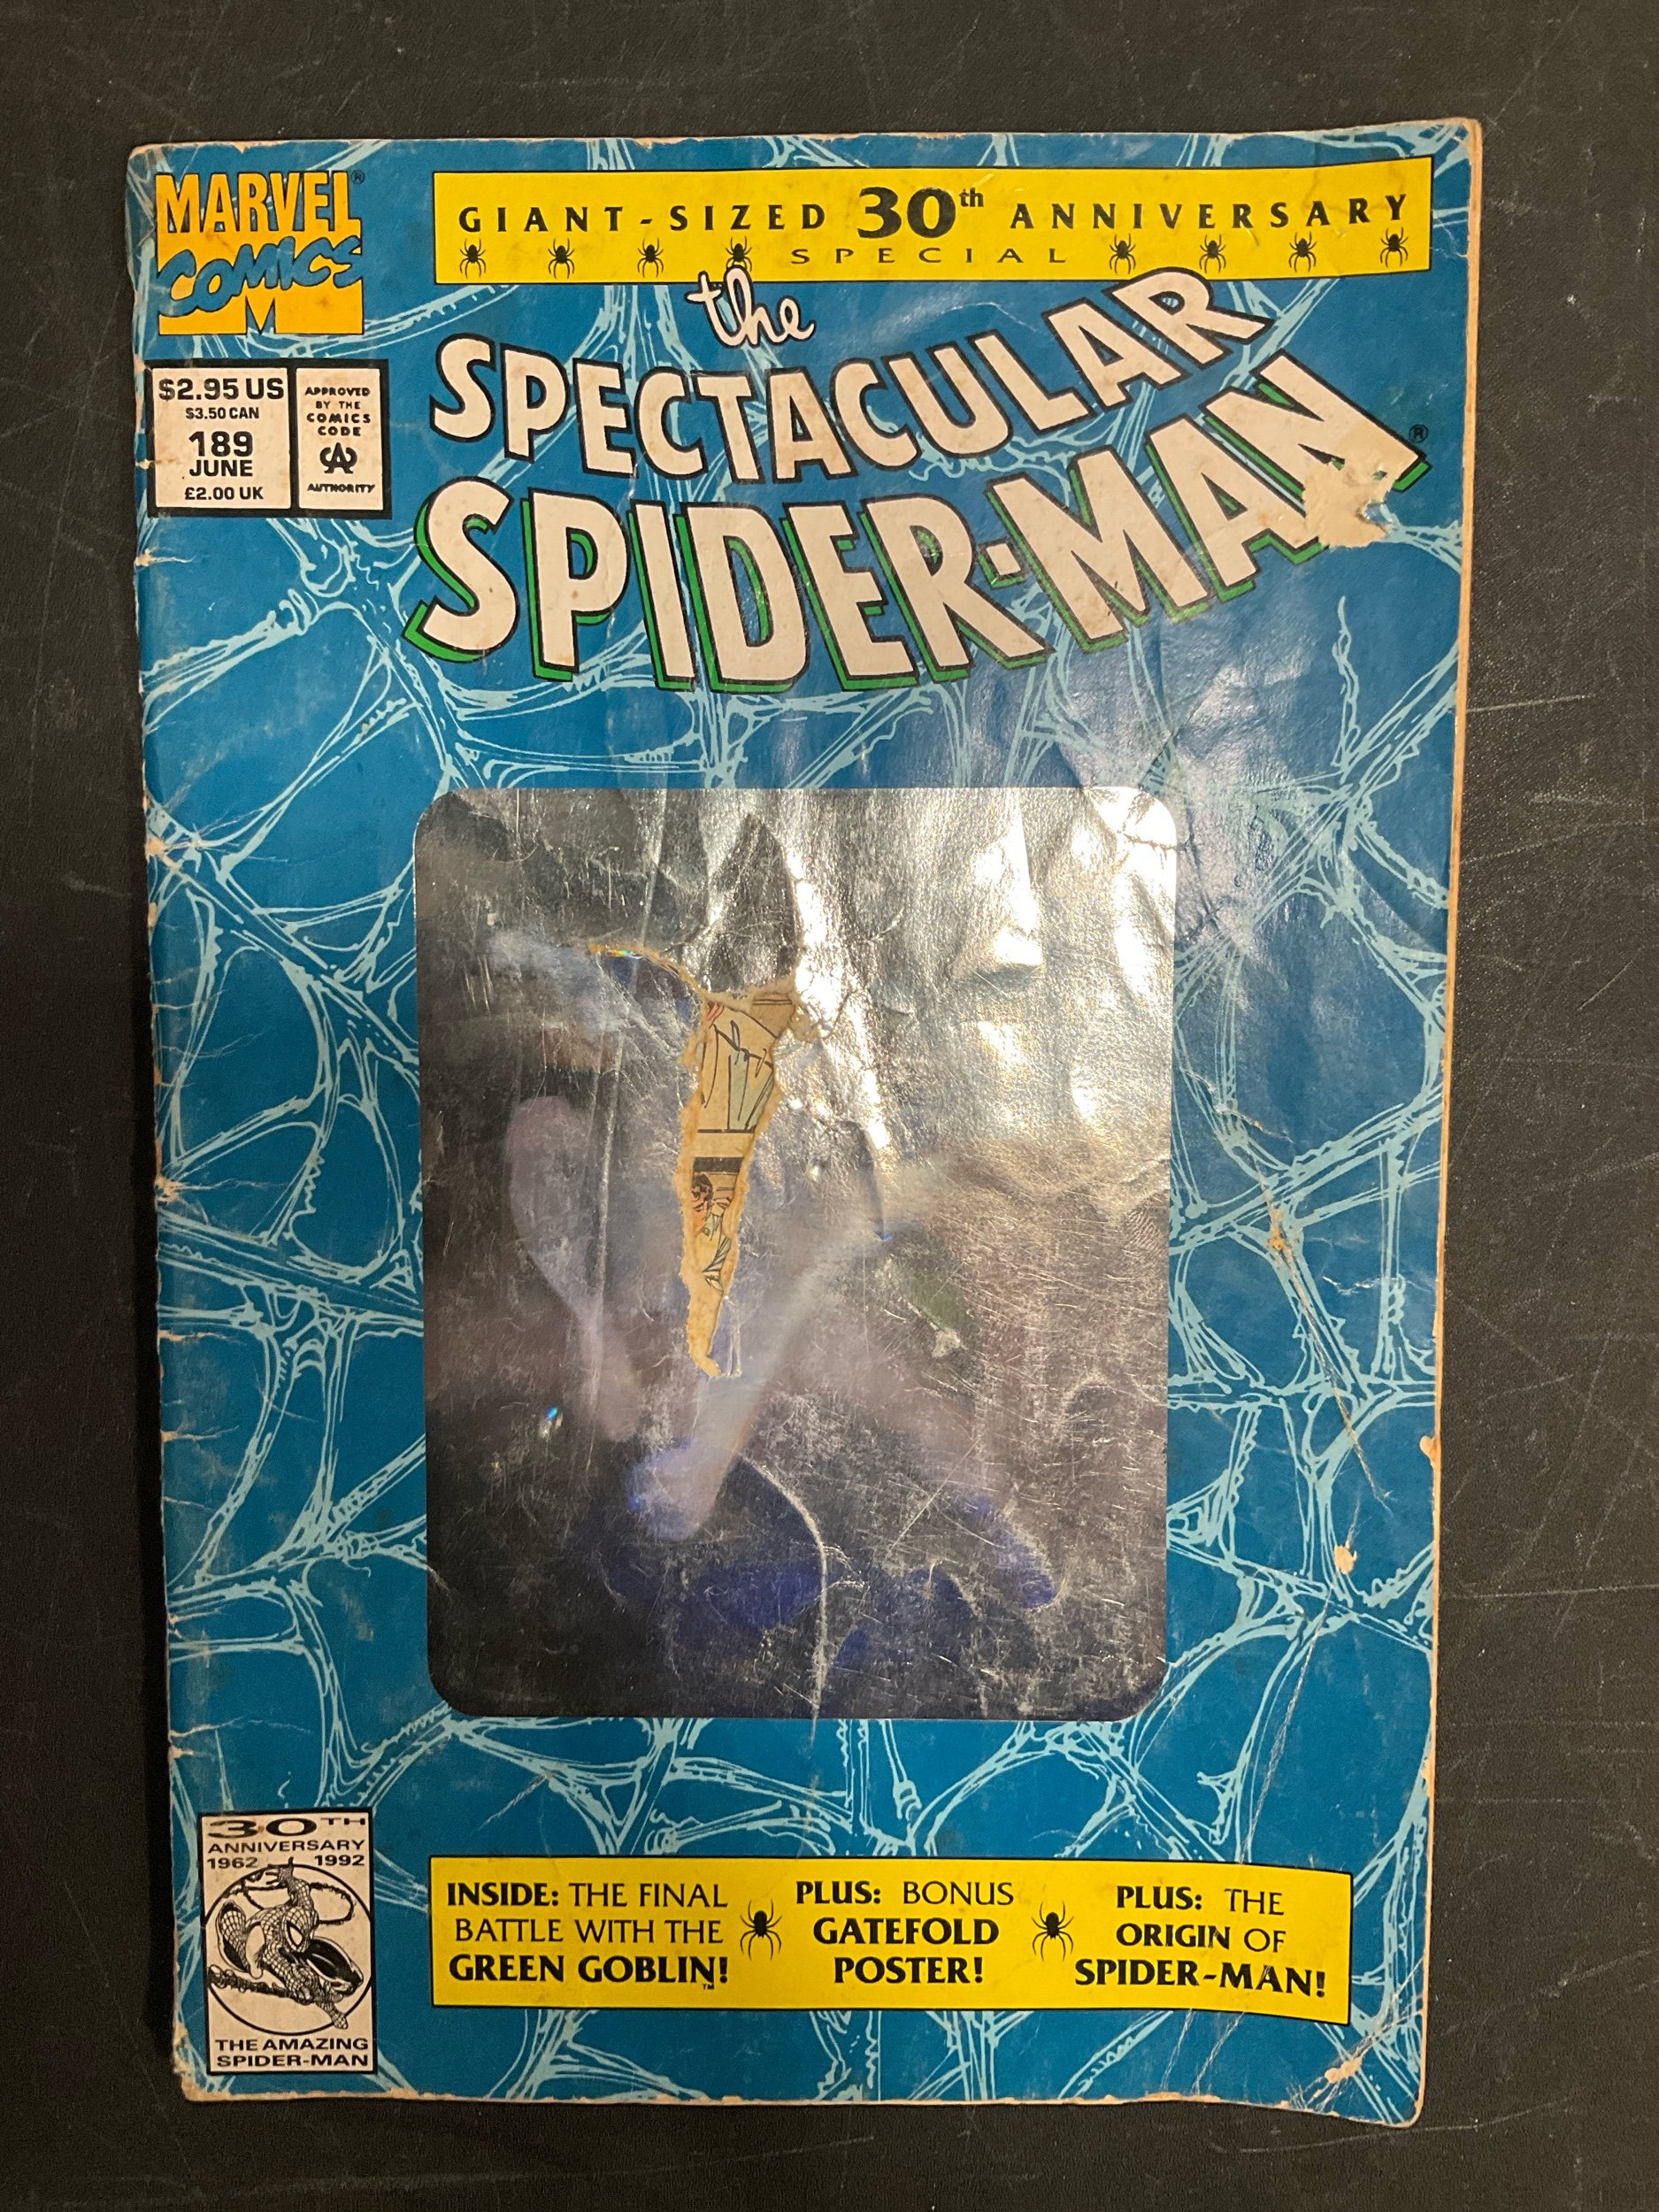 MARVEL®
COMICS
GIANT-SIZED 30th ANNIVERSARY
SPECIAL
the
SPECTACULAR
SPIDER-MAN®
$2.95 US
$3.50 CAN
189
JUNE
£2.00 UK
APPROVED
BY THE
COMICS
CODE
CA
AUTHORITY
30TH
ANNIVERSARY
1962 1992
THE AMAZING
SPIDER-MAN
INSIDE: THE FINAL
BATTLE WITH THE
GREEN GOBLIN!™
PLUS: BONUS
GATEFOLD
POSTER!
PLUS: THE
ORIGIN OF
SPIDER-MAN!